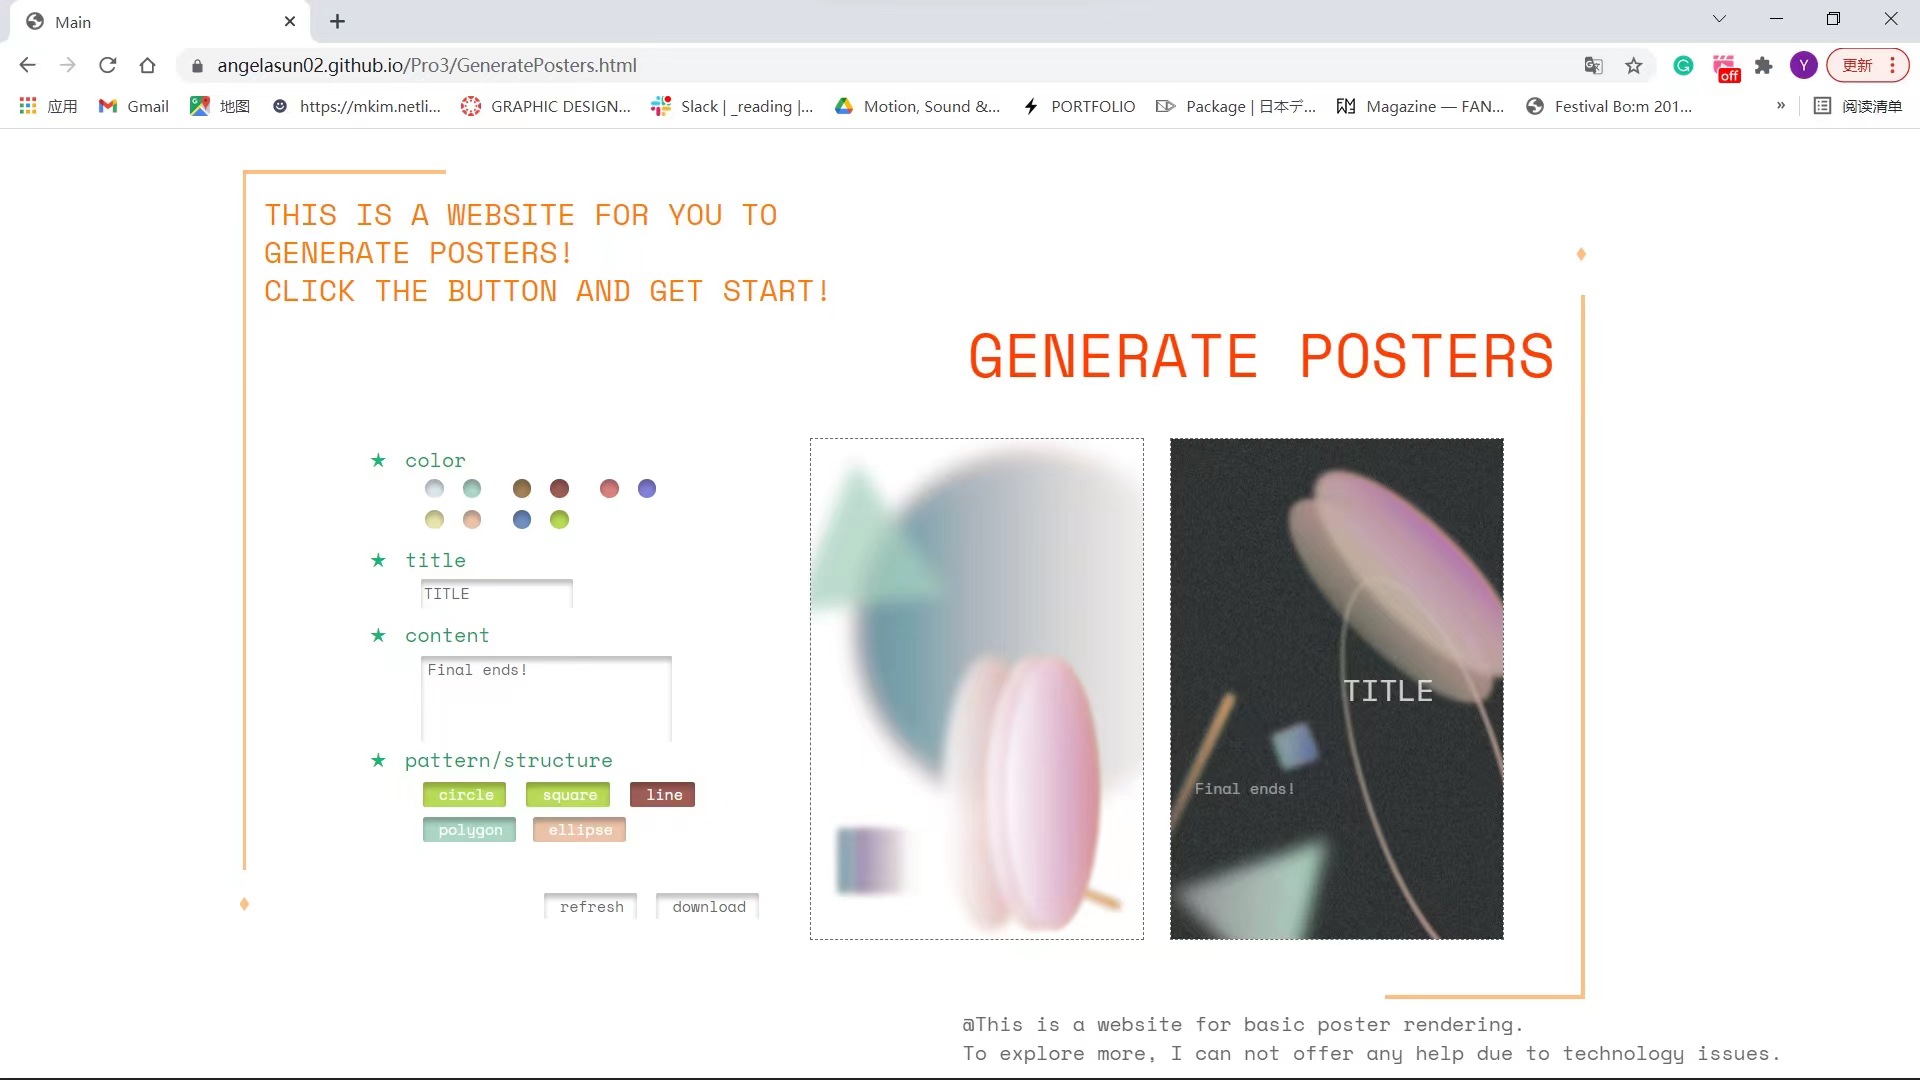 Main
angelasun02.github.io/Pro3/GeneratePosters.html
Y
更新
off
应用
Gmail
地图
https://mkim.netli...
GRAPHIC DESIGN...
Slack | _reading |...
Motion, Sound &...
PORTFOLIO
Package | 日本デ...
Magazine — FAN...
Festival Bo:m 201...
»
阅读清单
THIS IS A WEBSITE FOR YOU TO
GENERATE POSTERS!
CLICK THE BUTTON AND GET START!
GENERATE POSTERS
★ color
★ title
TITLE
★ content
Final ends!
★ pattern/structure
circle square line
polygon ellipse
refresh download
TITLE
Final ends!
@This is a website for basic poster rendering.
To explore more, I can not offer any help due to technology issues.